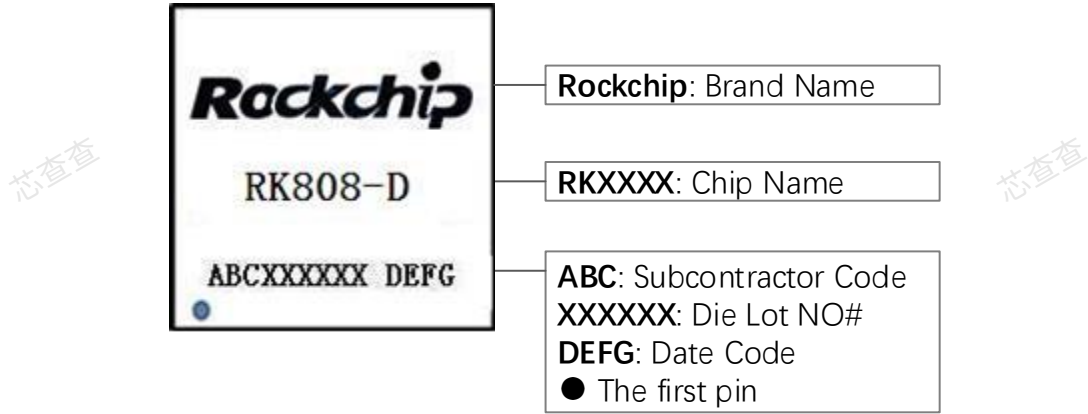 Rockchip
RK808-D
ABCXXXXXX DEFG
Rockchip: Brand Name
RKXXXX: Chip Name
ABC: Subcontractor Code
XXXXXX: Die Lot NO#
DEFG: Date Code
● The first pin
芯查查
芯查查